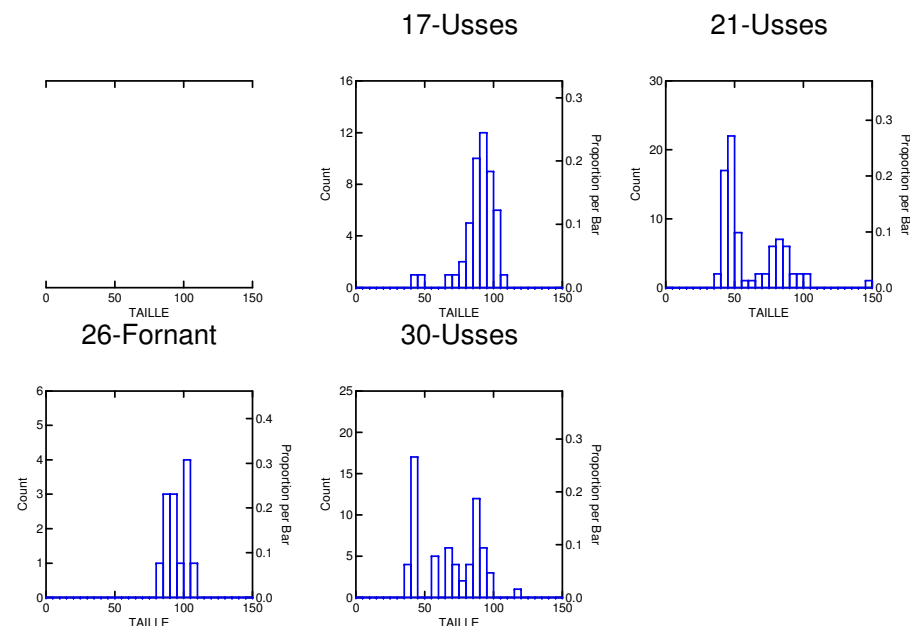 17-Usses
21-Usses
0 50 100 150
TAILLE
16
12
8
4
0
Count
0.3
0.2
0.1
0.0
Proportion per Bar
0 50 100 150
TAILLE
30
20
10
0
Count
0.3
0.2
0.1
0.0
Proportion per Bar
0 50 100 150
TAILLE
26-Fornant
30-Usses
6
5
4
3
2
1
0
Count
0.4
0.3
0.2
0.1
0.0
Proportion per Bar
0 50 100 150
TAILLE
25
20
15
10
5
0
Count
0.3
0.2
0.1
0.0
Proportion per Bar
0 50 100 150
TAILLE